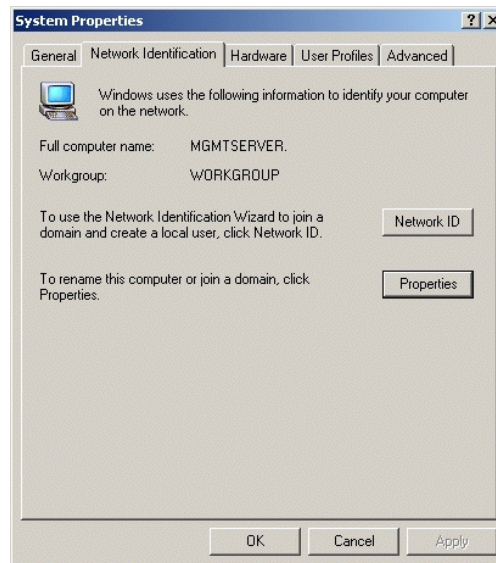 System Properties
General Network Identification Hardware User Profiles Advanced
Windows uses the following information to identify your computer
on the network.
Full computer name: MGMTSERVER.
Workgroup: WORKGROUP
To use the Network Identification Wizard to join a
domain and create a local user, click Network ID.
Network ID
To rename this computer or join a domain, click
Properties.
Properties
OK Cancel Apply